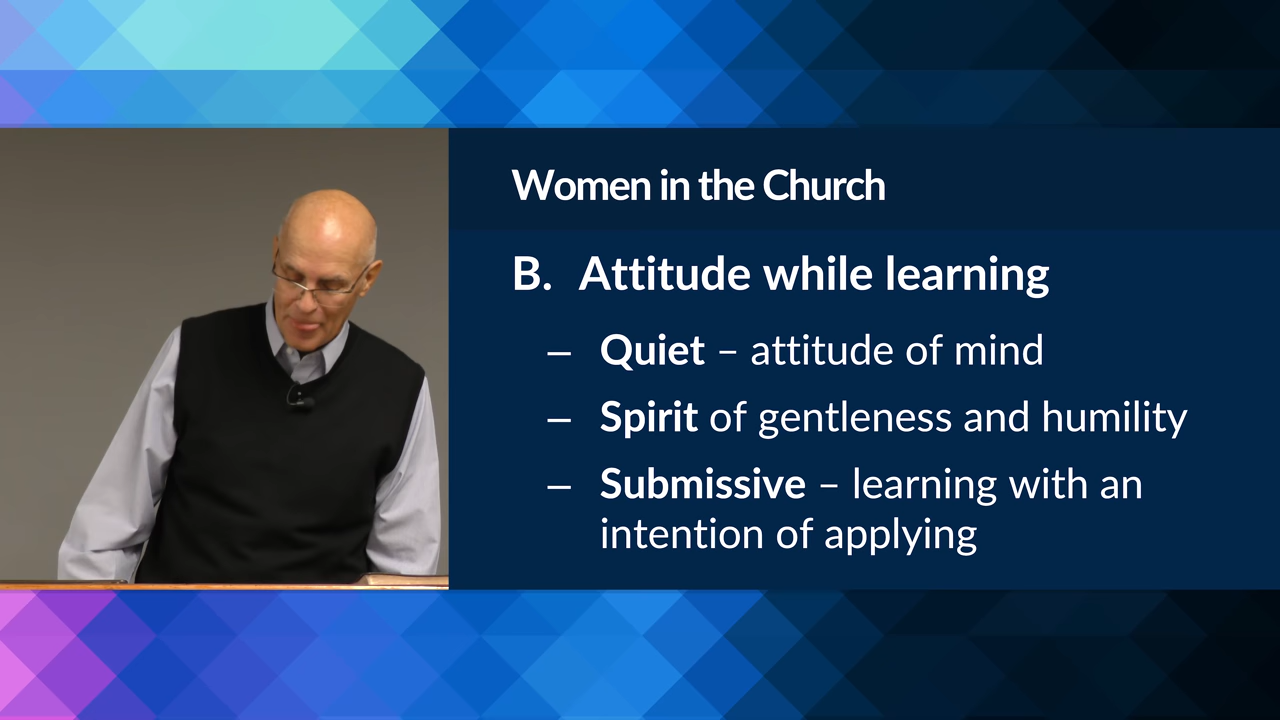 Women in the Church
B. Attitude while learning
– Quiet – attitude of mind
– Spirit of gentleness and humility
– Submissive – learning with an
intention of applying